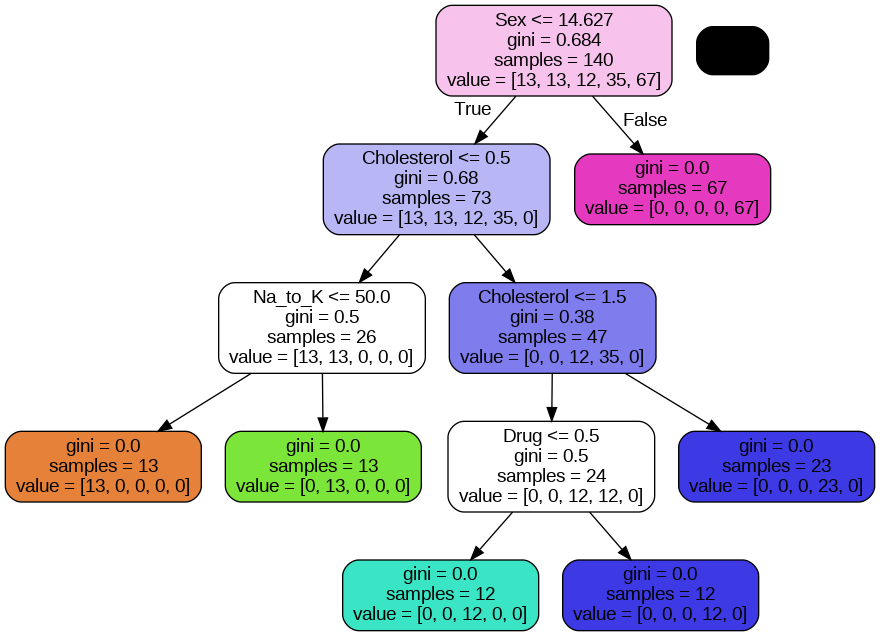 Sex <= 14.627
gini = 0.684
samples = 140
value = [13, 13, 12, 35, 67]
True
False
Cholesterol <= 0.5
gini = 0.68
samples = 73
value = [13, 13, 12, 35, 0]
gini = 0.0
samples = 67
value = [0, 0, 0, 0, 67]
Na_to_K <= 50.0
gini = 0.5
samples = 26
value = [13, 13, 0, 0, 0]
Cholesterol <= 1.5
gini = 0.38
samples = 47
value = [0, 0, 12, 35, 0]
gini = 0.0
samples = 13
value = [13, 0, 0, 0, 0]
gini = 0.0
samples = 13
value = [0, 13, 0, 0, 0]
Drug <= 0.5
gini = 0.5
samples = 24
value = [0, 0, 12, 12, 0]
gini = 0.0
samples = 23
value = [0, 0, 0, 23, 0]
gini = 0.0
samples = 12
value = [0, 0, 12, 0, 0]
gini = 0.0
samples = 12
value = [0, 0, 0, 12, 0]